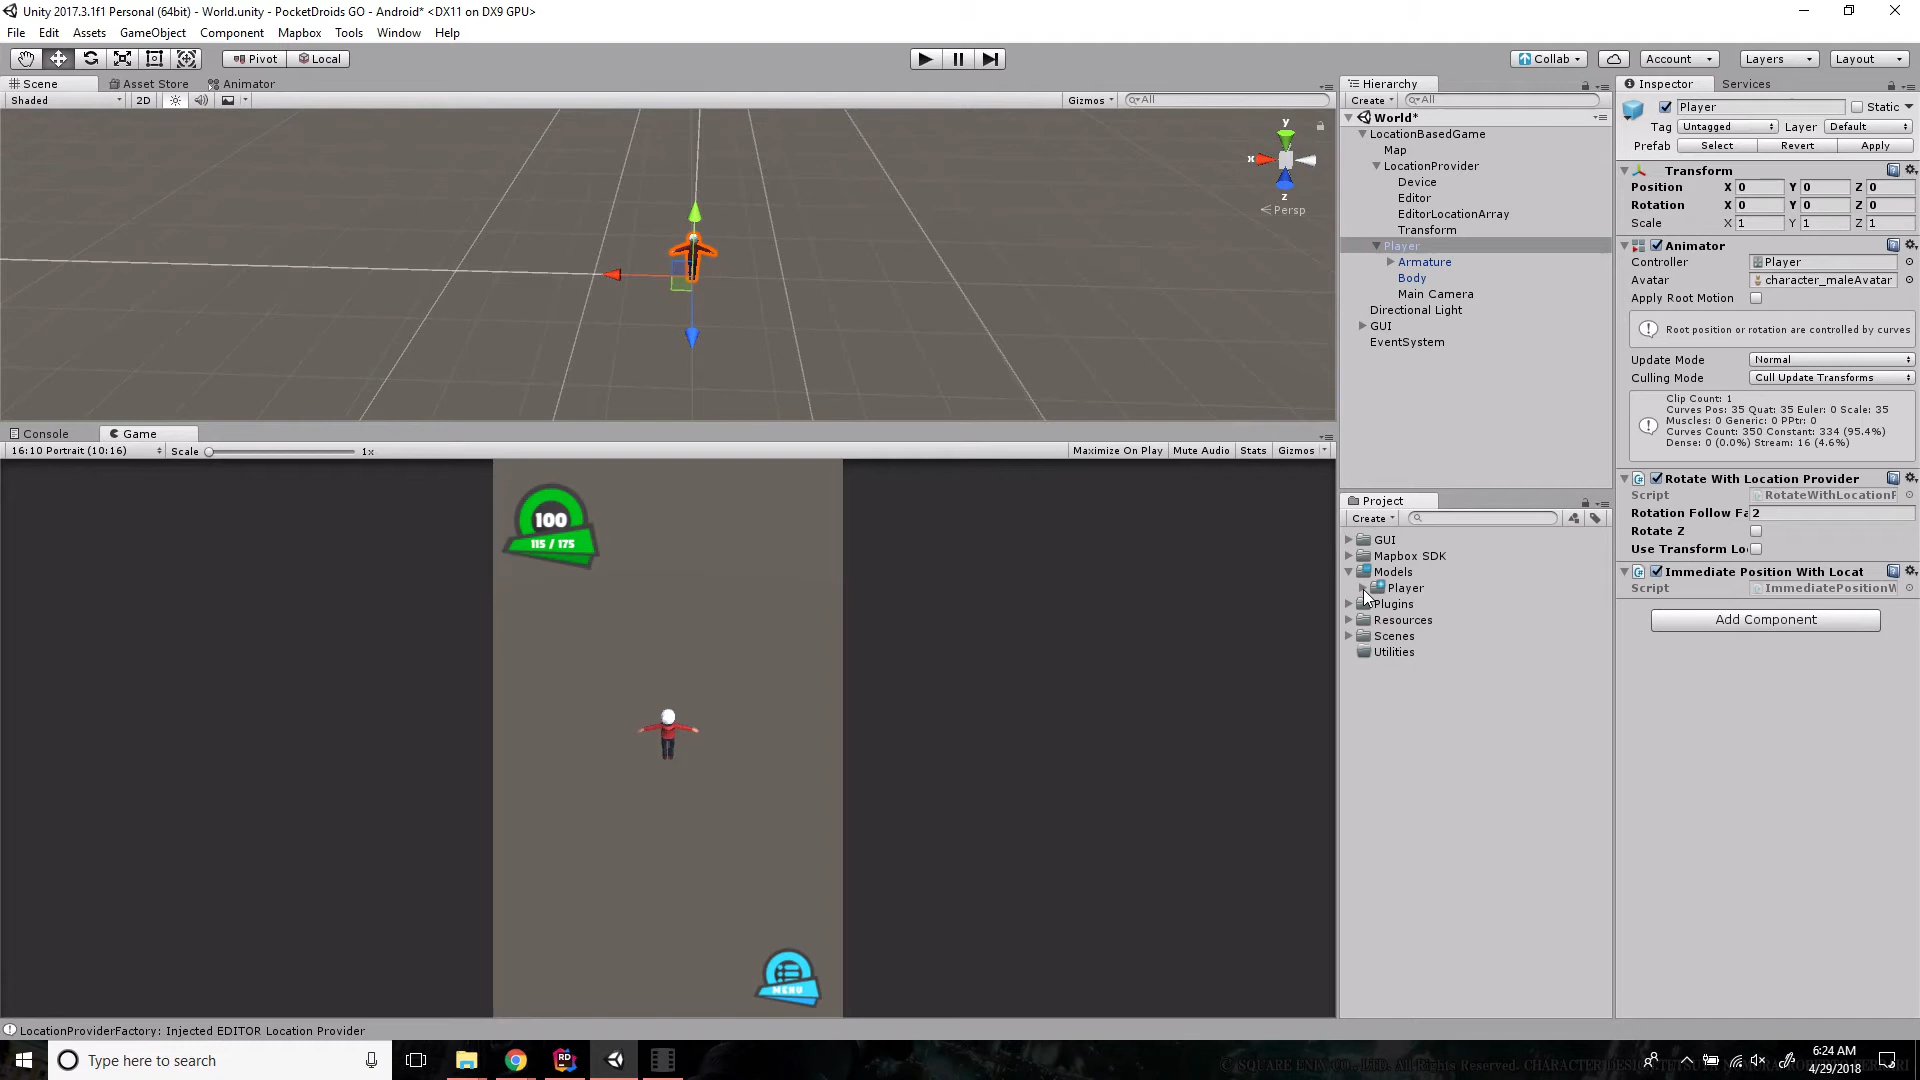 Unity 2017.3.1f1 Personal (64bit) - World.unity - PocketDroids GO - Android* <DX11 on DX9 GPU>
File Edit Assets GameObject Component Mapbox Tools Window Help
Pivot Local Collab Account Layers Layout
Scene Asset Store Animator
Shaded 2D Gizmos All
y
x
z
Persp
Console Game
16:10 Portrait (10:16) Scale 1x Maximize On Play Mute Audio Stats Gizmos
100
115 / 175
MENU
Hierarchy
Create All
World*
LocationBasedGame
Map
LocationProvider
Device
Editor
EditorLocationArray
Transform
Player
Armature
Body
Main Camera
Directional Light
GUI
EventSystem
Project
Create
GUI
Mapbox SDK
Models
Player
Plugins
Resources
Scenes
Utilities
Inspector Services
Player Static
Tag Untagged Layer Default
Prefab Select Revert Apply
Transform
Position X 0 Y 0 Z 0
Rotation X 0 Y 0 Z 0
Scale X 1 Y 1 Z 1
Animator
Controller Player
Avatar character_maleAvatar
Apply Root Motion
Root position or rotation are controlled by curves
Update Mode Normal
Culling Mode Cull Update Transforms
Clip Count: 1
Curves Pos: 35 Quat: 35 Euler: 0 Scale: 35
Muscles: 0 Generic: 0 PPtr: 0
Curves Count: 350 Constant: 334 (95.4%)
Dense: 0 (0.0%) Stream: 16 (4.6%)
Rotate With Location Provider
Script RotateWithLocationP
Rotation Follow Fa 2
Rotate Z
Use Transform Lo
Immediate Position With Locat
Script ImmediatePositionW
Add Component
LocationProviderFactory: Injected EDITOR Location Provider
Type here to search
RD
6:24 AM
4/29/2018